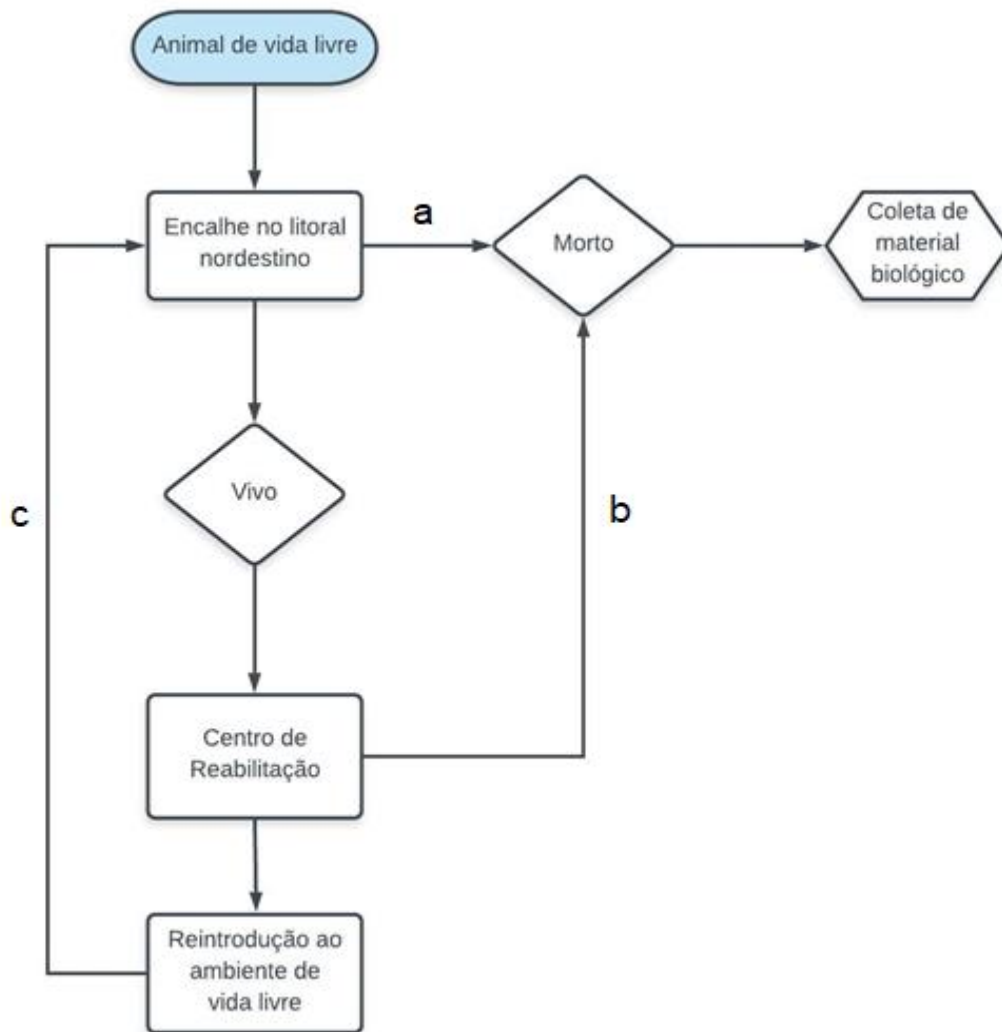 Animal de vida livre
Encalhe no litoral
nordestino
a
Morto
Coleta de
material
biológico
Vivo
c
b
Centro de
Reabilitação
Reintrodução ao
ambiente de
vida livre